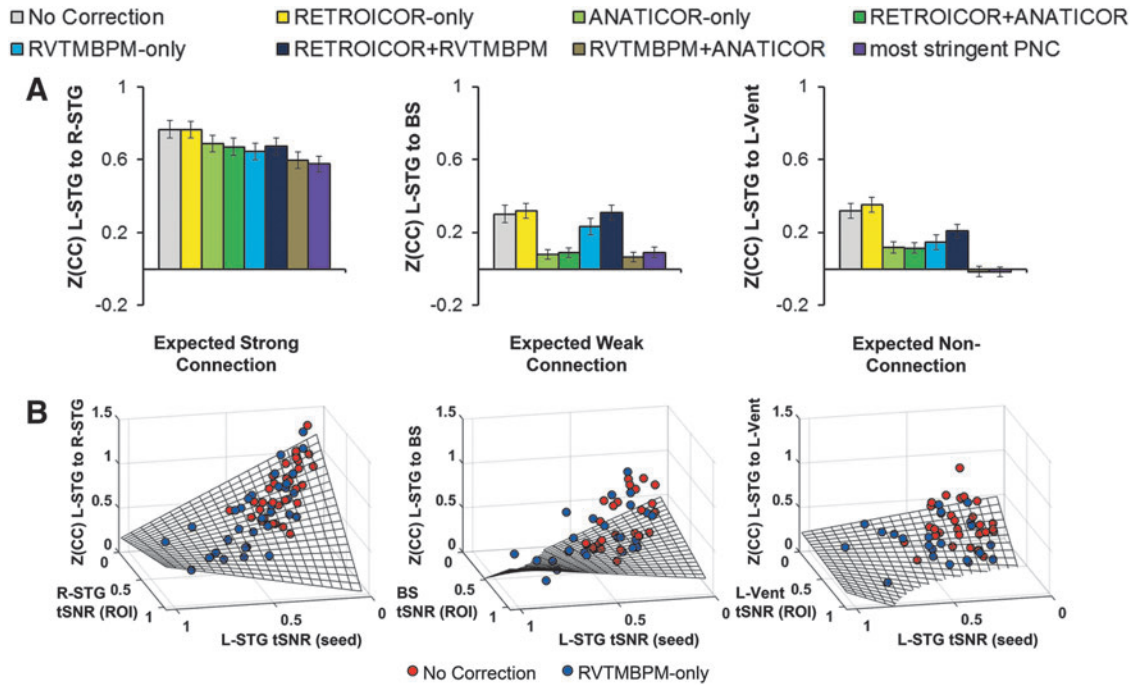 No Correction RETROICOR-only ANATICOR-only RETROICOR+ANATICOR
RVTMBPM-only RETROICOR+RVTMBPM RVTMBPM+ANATICOR most stringent PNC
A
Z(CC) L-STG to R-STG
1
0.6
0.2
-0.2
Expected Strong
Connection
Z(CC) L-STG to BS
1
0.6
0.2
-0.2
Expected Weak
Connection
Z(CC) L-STG to L-Vent
1
0.6
0.2
-0.2
Expected Non-
Connection
B
Z(CC) L-STG to R-STG
1.5
1
0.5
0
0
0.5
1
R-STG
tSNR (ROI)
1
0.5
0
L-STG tSNR (seed)
Z(CC) L-STG to BS
1.5
1
0.5
0
0
0.5
1
BS
tSNR (ROI)
1
0.5
0
L-STG tSNR (seed)
Z(CC) L-STG to L-Vent
1.5
1
0.5
0
0
0.5
1
L-Vent
tSNR (ROI)
1
0.5
0
L-STG tSNR (seed)
No Correction RVTMBPM-only